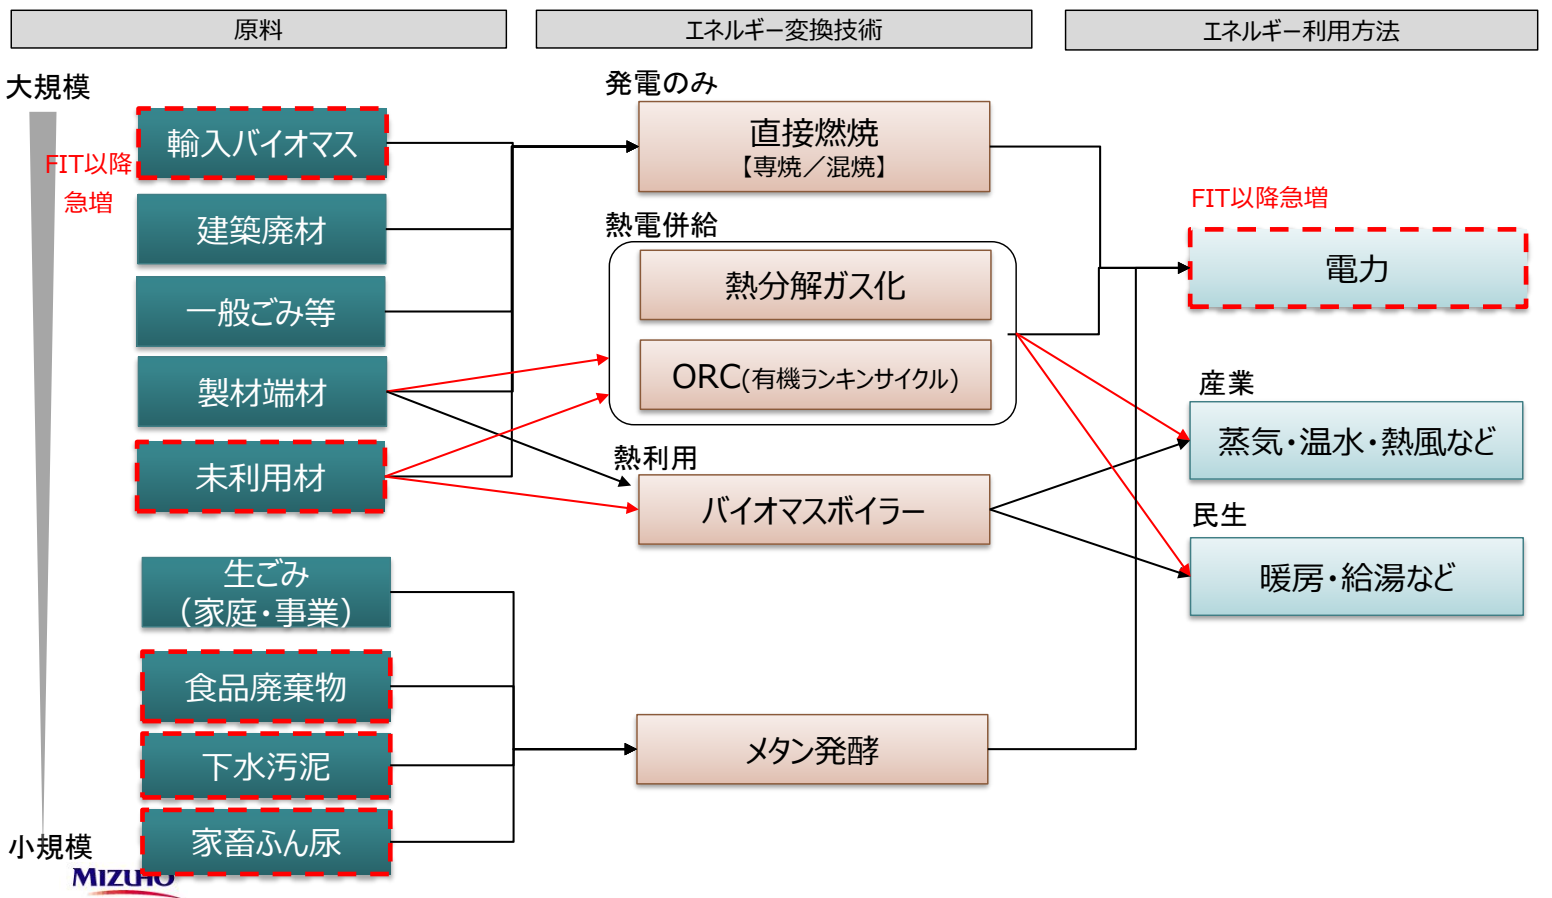 原料
エネルギー変換技術
エネルギー利用方法
大規模
FIT以降
急増
小規模
輸入バイオマス
建築廃材
一般ごみ等
製材端材
未利用材
生ごみ
（家庭・事業）
食品廃棄物
下水汚泥
家畜ふん尿
発電のみ
直接燃焼
【専焼／混焼】
熱電併給
熱分解ガス化
ORC(有機ランキンサイクル)
熱利用
バイオマスボイラー
メタン発酵
FIT以降急増
電力
産業
蒸気・温水・熱風など
民生
暖房・給湯など
MIZUHO